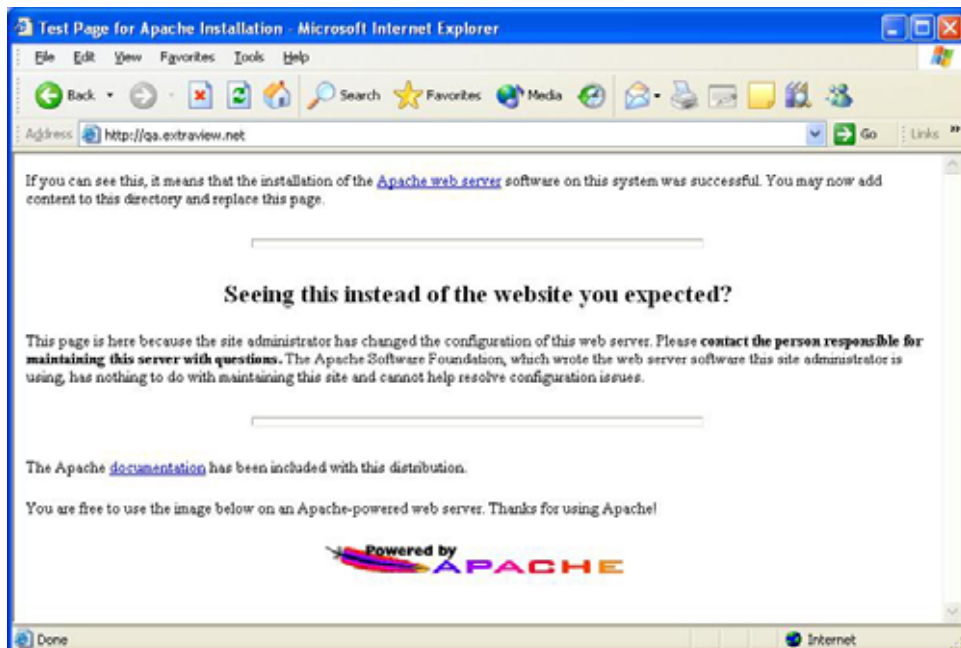 Test Page for Apache Installation - Microsoft Internet Explorer
File Edit View Favorites Tools Help
Back Search Favorites Media
Address http://qa.extraview.net Go Links »
If you can see this, it means that the installation of the Apache web server software on this system was successful. You may now add
content to this directory and replace this page.
Seeing this instead of the website you expected?
This page is here because the site administrator has changed the configuration of this web server. Please contact the person responsible for
maintaining this server with questions. The Apache Software Foundation, which wrote the web server software this site administrator is
using, has nothing to do with maintaining this site and cannot help resolve configuration issues.
The Apache documentation has been included with this distribution.
You are free to use the image below on an Apache-powered web server. Thanks for using Apache!
Powered by
APACHE
Done Internet